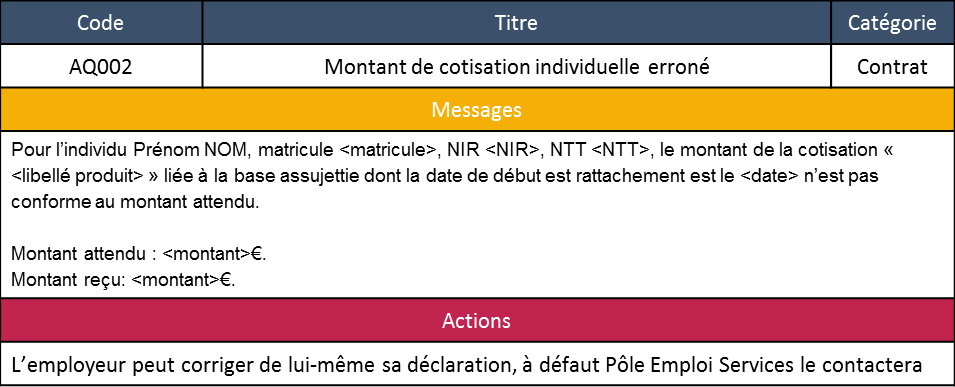 Code Titre Catégorie
AQ002 Montant de cotisation individuelle erroné Contrat
Messages
Pour l’individu Prénom NOM, matricule <matricule>, NIR <NIR>, NTT <NTT>, le montant de la cotisation «
<libellé produit> » liée à la base assujettie dont la date de début est rattachement est le <date> n’est pas
conforme au montant attendu.
Montant attendu : <montant>€.
Montant reçu: <montant>€.
Actions
L’employeur peut corriger de lui-même sa déclaration, à défaut Pôle Emploi Services le contactera